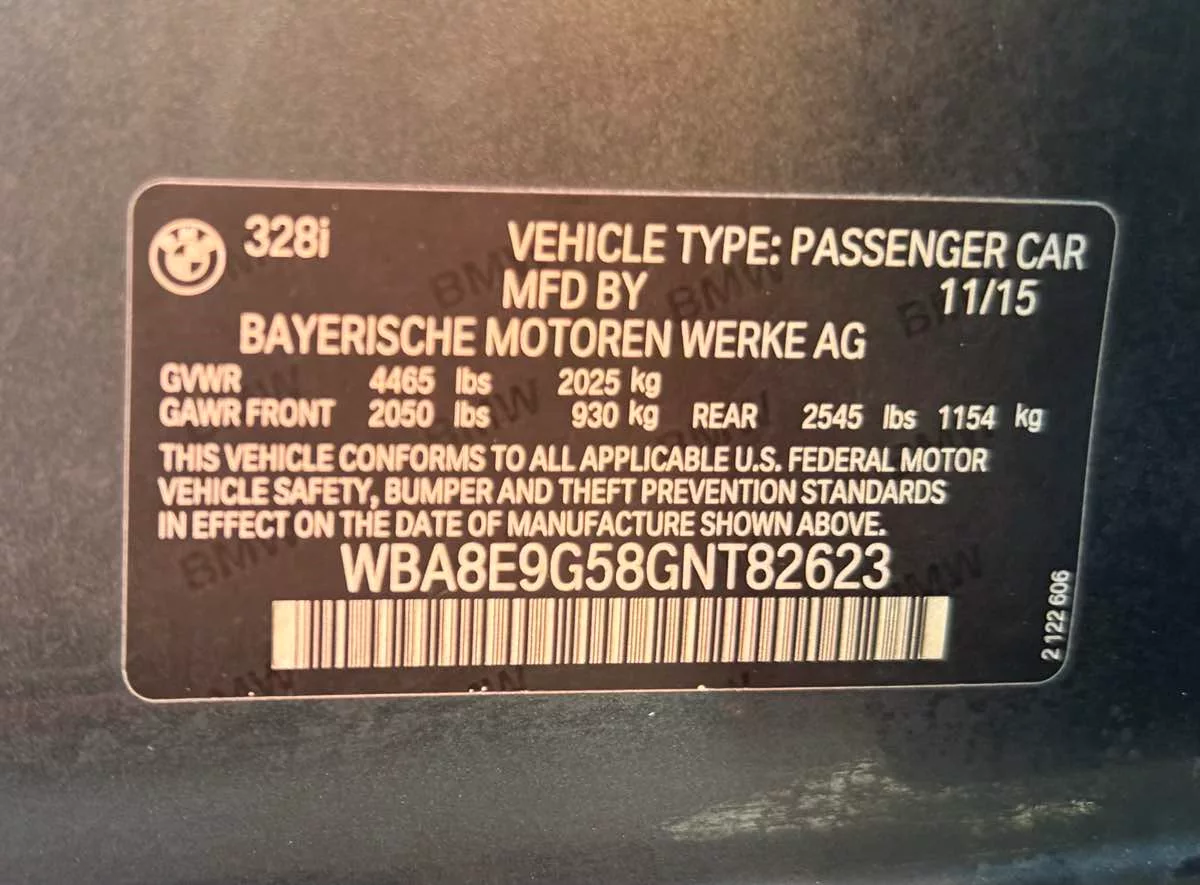 328i VEHICLE TYPE: PASSENGER CAR
MFD BY 11/15
BAYERISCHE MOTOREN WERKE AG
GVWR 4465 lbs 2025 kg
GAWR FRONT 2050 lbs 930 kg REAR 2545 lbs 1154 kg
THIS VEHICLE CONFORMS TO ALL APPLICABLE U.S. FEDERAL MOTOR
VEHICLE SAFETY, BUMPER AND THEFT PREVENTION STANDARDS
IN EFFECT ON THE DATE OF MANUFACTURE SHOWN ABOVE.
WBA8E9G58GNT82623
2 122 606